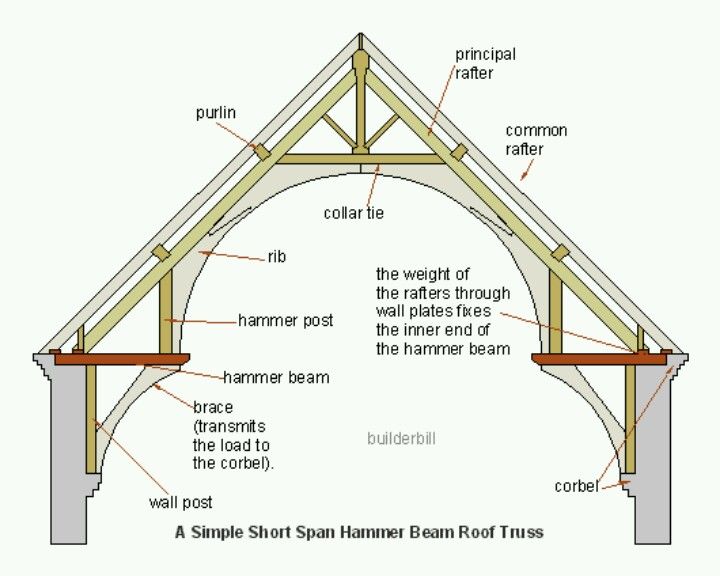 principal
rafter
purlin
common
rafter
collar tie
rib
the weight of
the rafters through
wall plates fixes
the inner end of
the hammer beam
hammer post
hammer beam
brace
(transmits
the load to
the corbel).
builderbill
corbel
wall post
A Simple Short Span Hammer Beam Roof Truss